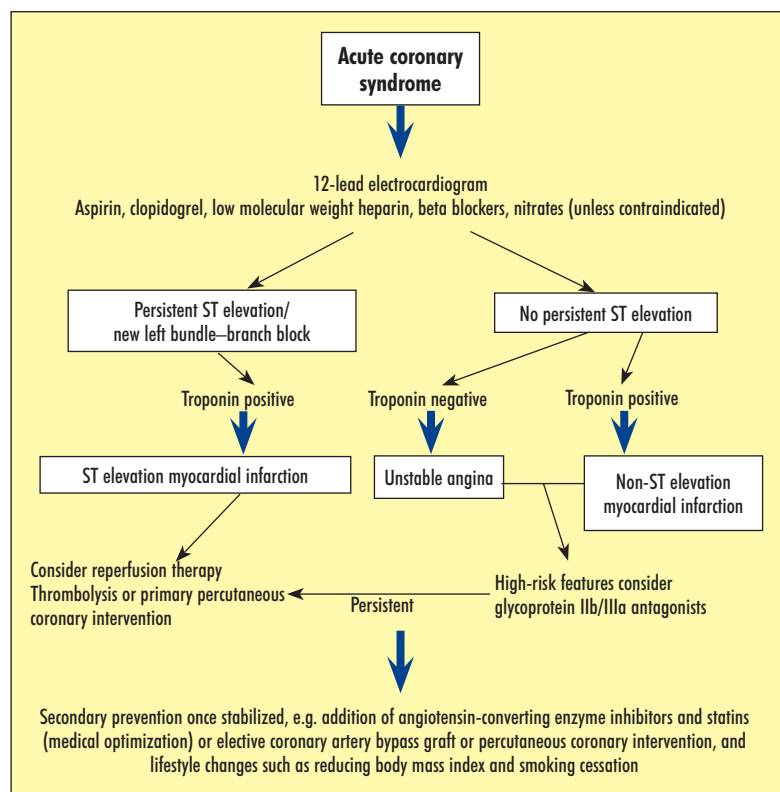 Acute coronary
syndrome
12-lead electrocardiogram
Aspirin, clopidogrel, low molecular weight heparin, beta blockers, nitrates (unless contraindicated)
Persistent ST elevation/
new left bundle–branch block
No persistent ST elevation
Troponin positive
Troponin negative
Troponin positive
ST elevation myocardial infarction
Unstable angina
Non-ST elevation
myocardial infarction
Consider reperfusion therapy
Thrombolysis or primary percutaneous
coronary intervention
Persistent
High-risk features consider
glycoprotein IIb/IIIa antagonists
Secondary prevention once stabilized, e.g. addition of angiotensin-converting enzyme inhibitors and statins
(medical optimization) or elective coronary artery bypass graft or percutaneous coronary intervention, and
lifestyle changes such as reducing body mass index and smoking cessation